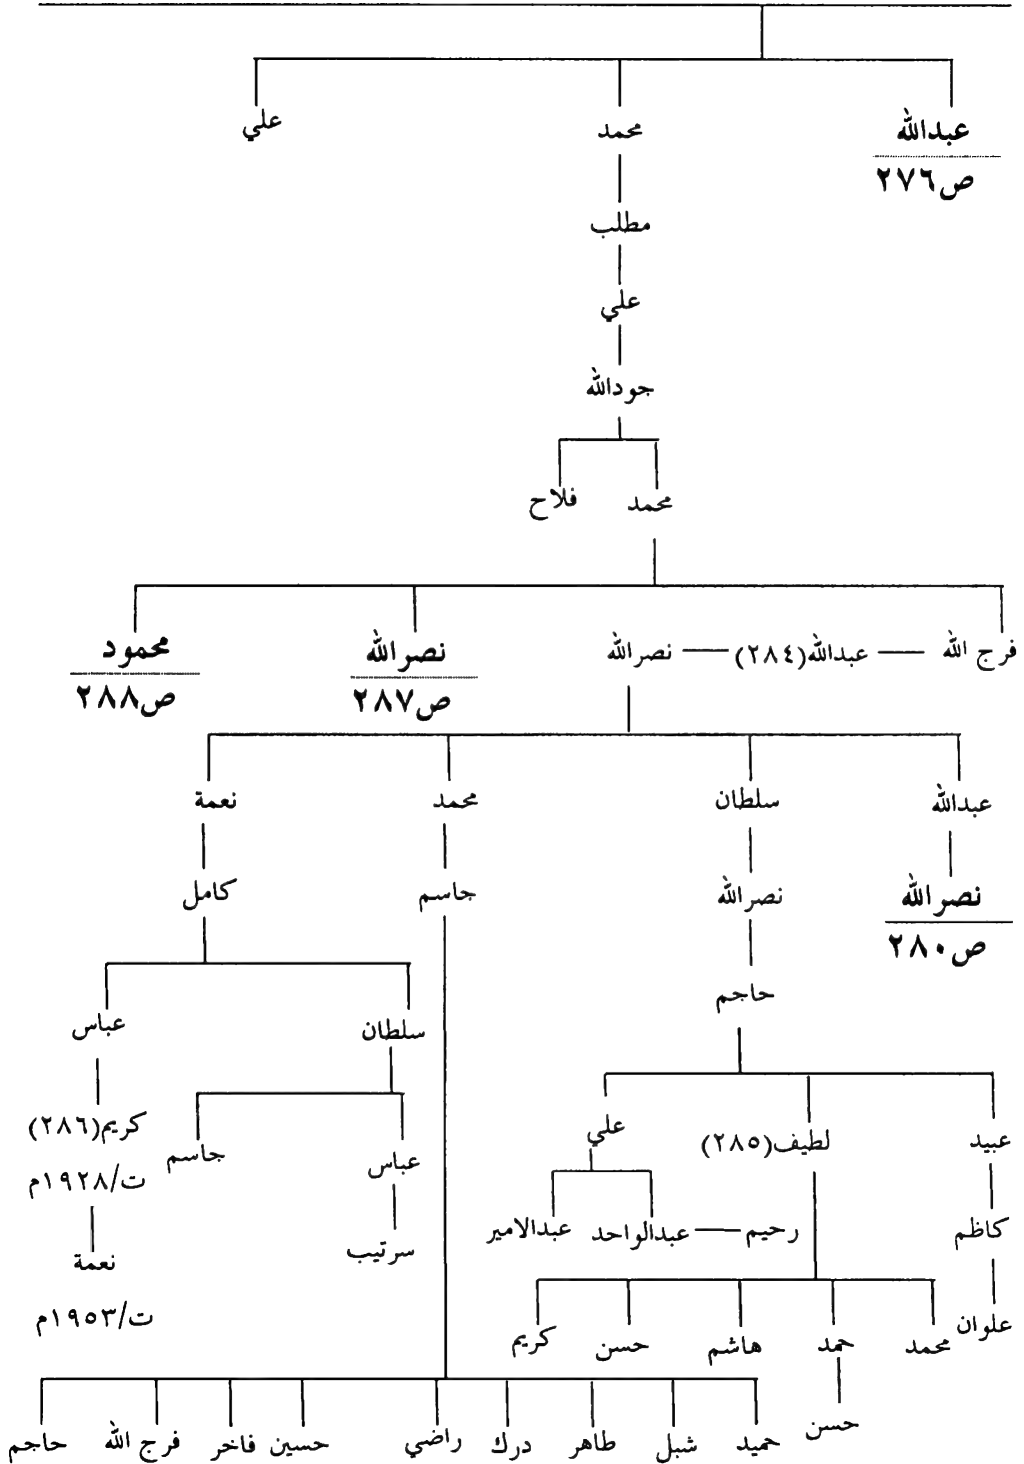 عبدالله محمد علي
ص٢٧٦
مطلب
علي
جودالله
محمد فلاح
فرج الله — عبدالله(٢٨٤) — نصرالله نصرالله محمود
ص٢٨٧ ص٢٨٨
عبدالله سلطان محمد نعمة
نصرالله نصرالله جاسم كامل
ص٢٨٠
حاجم
سلطان عباس
عبيد لطيف(٢٨٥) علي
عباس جاسم كريم(٢٨٦)
ت/١٩٢٨م
كاظم رحيم — عبدالواحد عبدالامير
سرتيب نعمة
ت/١٩٥٣م
علوان
محمد حمد هاشم حسن كريم
حسن
حميد شبل طاهر درك راضي حسين فاخر فرج الله حاجم